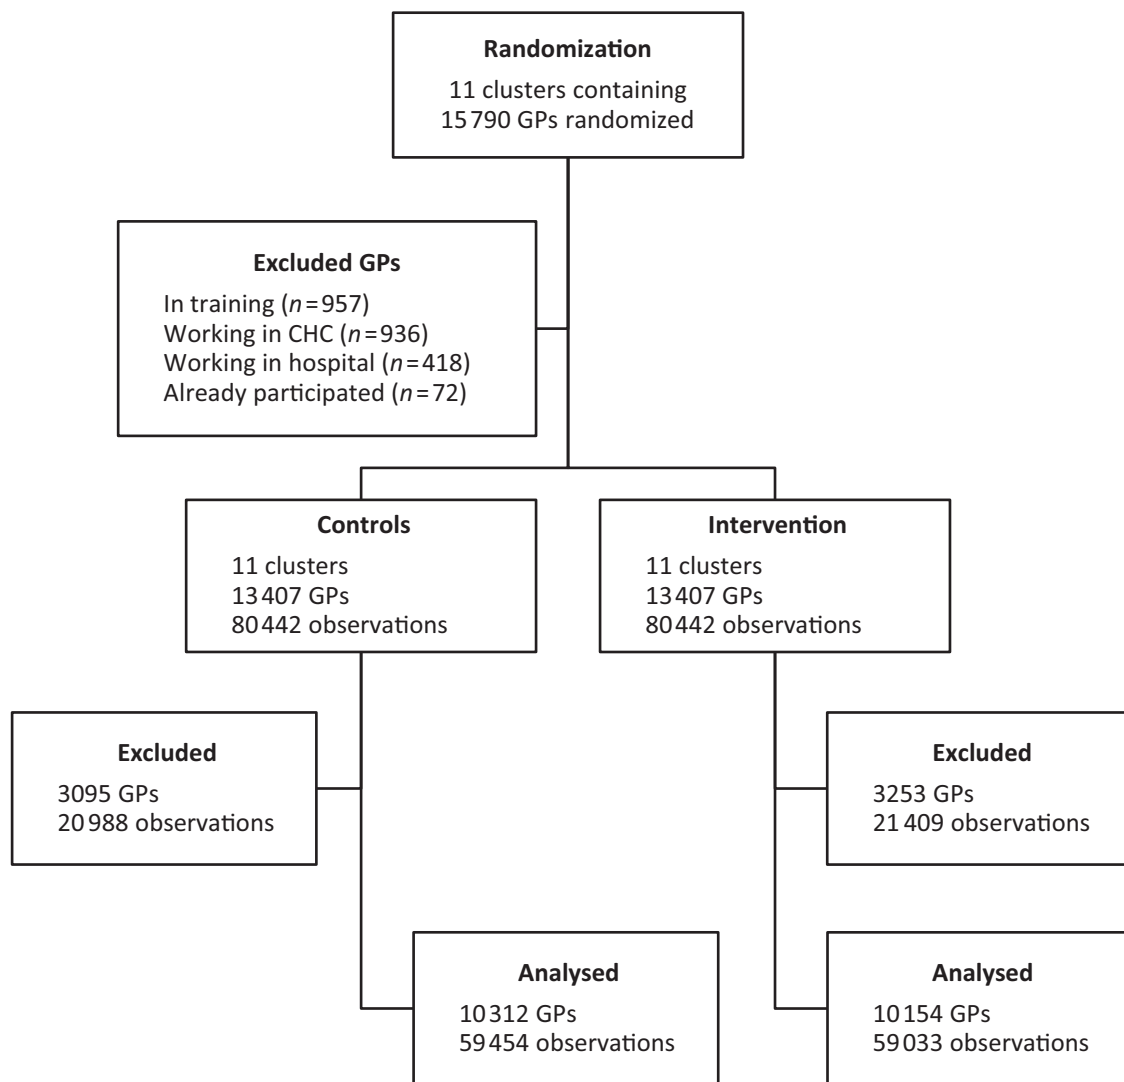 Randomization
11 clusters containing
15 790 GPs randomized
Excluded GPs
In training (n = 957)
Working in CHC (n = 936)
Working in hospital (n = 418)
Already participated (n = 72)
Controls
11 clusters
13 407 GPs
80 442 observations
Intervention
11 clusters
13 407 GPs
80 442 observations
Excluded
3095 GPs
20 988 observations
Excluded
3253 GPs
21 409 observations
Analysed
10 312 GPs
59 454 observations
Analysed
10 154 GPs
59 033 observations